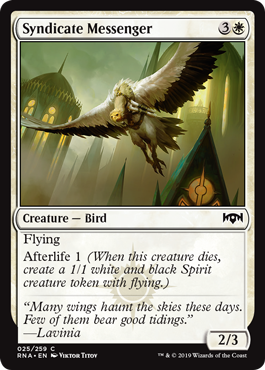 Syndicate Messenger 3
Creature — Bird
Flying
Afterlife 1 (When this creature dies,
create a 1/1 white and black Spirit
creature token with flying.)
“Many wings haunt the skies these days.
Few of them bear good tidings.”
—Lavinia
2/3
025/259 C
RNA • EN Viktor Titov
™ & © 2019 Wizards of the Coast